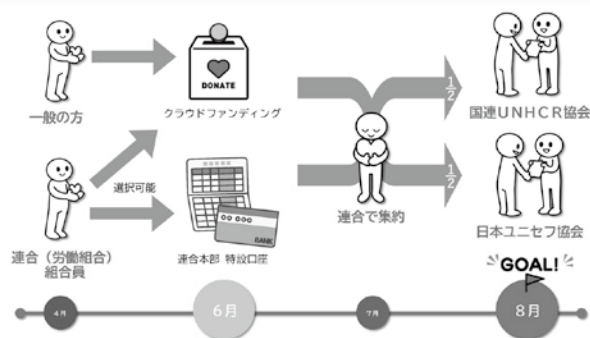 DONATE
一般の方
クラウドファンディング
1/2
国連UNHCR協会
選択可能
連合で集約
1/2
BANK
連合(労働組合)
組合員
連合本部 特設口座
日本ユニセフ協会
GOAL!
4月
6月
7月
8月